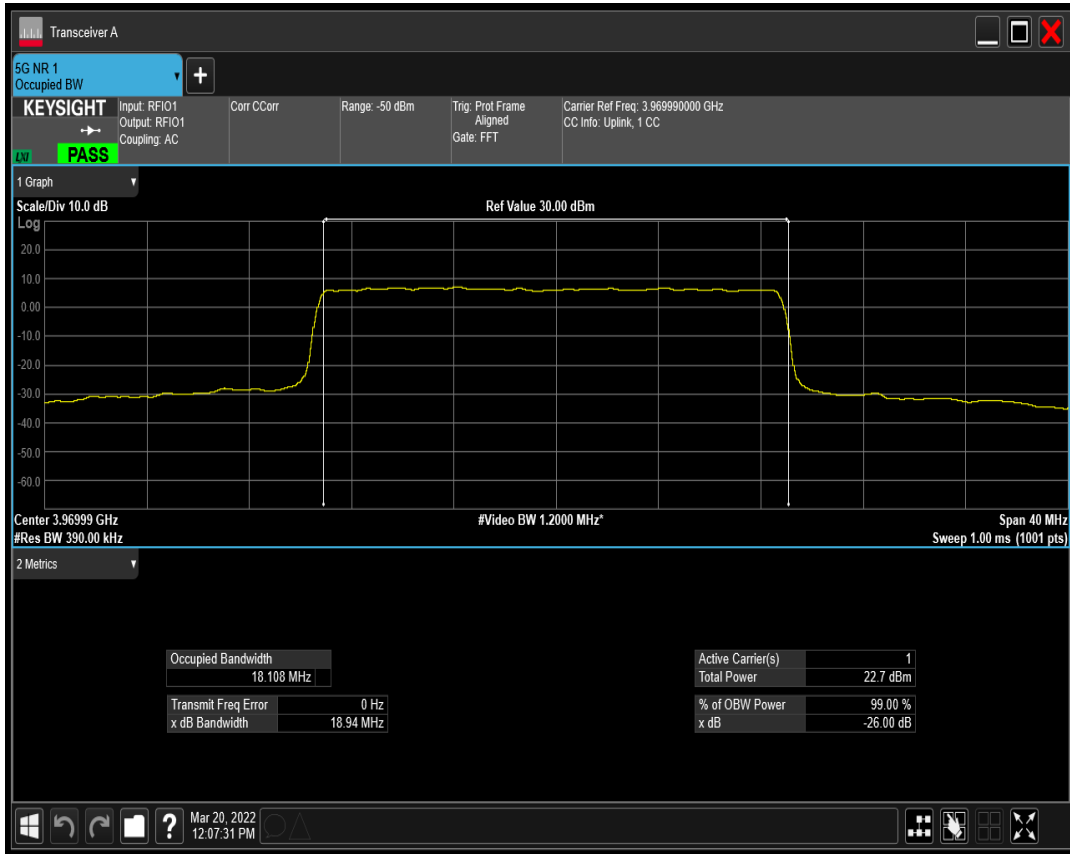 Transceiver A
5G NR 1
Occupied BW
+
KEYSIGHT
LXI
PASS
Input: RFIO1
Output: RFIO1
Coupling: AC
Corr CCorr
Range: -50 dBm
Trig: Prot Frame
Aligned
Gate: FFT
Carrier Ref Freq: 3.969990000 GHz
CC Info: Uplink, 1 CC
1 Graph
Scale/Div 10.0 dB
Ref Value 30.00 dBm
Log
20.0
10.0
0.00
-10.0
-20.0
-30.0
-40.0
-50.0
-60.0
Center 3.96999 GHz
#Video BW 1.2000 MHz*
Span 40 MHz
#Res BW 390.00 kHz
Sweep 1.00 ms (1001 pts)
2 Metrics
Occupied Bandwidth
18.108 MHz
Transmit Freq Error 0 Hz
x dB Bandwidth 18.94 MHz
Active Carrier(s) 1
Total Power 22.7 dBm
% of OBW Power 99.00 %
x dB -26.00 dB
?
Mar 20, 2022
12:07:31 PM